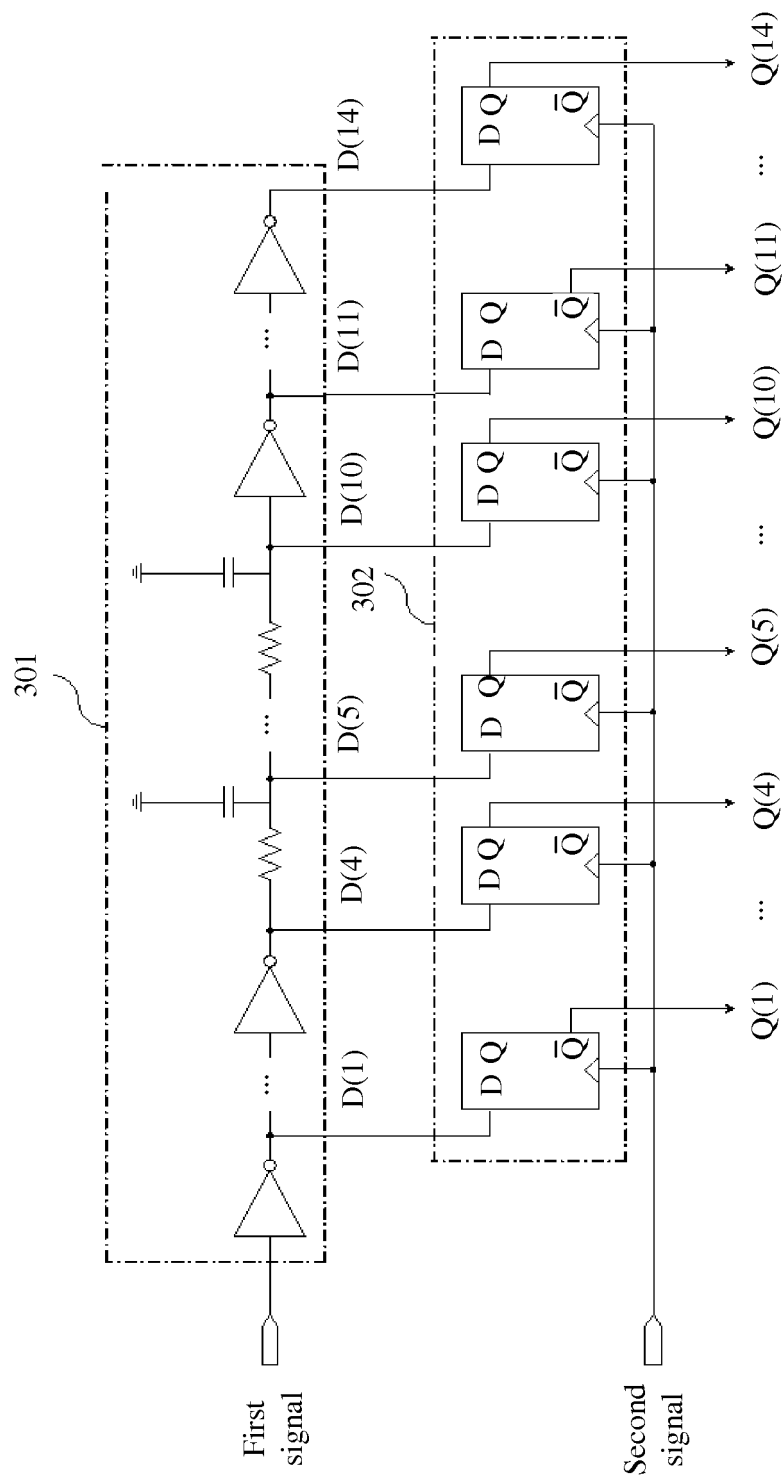 301
First
signal
D(1)
...
D(4)
D(5)
...
D(10)
D(11)
...
D(14)
302
D Q
Q̅
D Q
Q̅
D Q
Q̅
D Q
Q̅
D Q
Q̅
D Q
Q̅
Second
signal
Q(1)
...
Q(4)
Q(5)
...
Q(10)
Q(11)
...
Q(14)